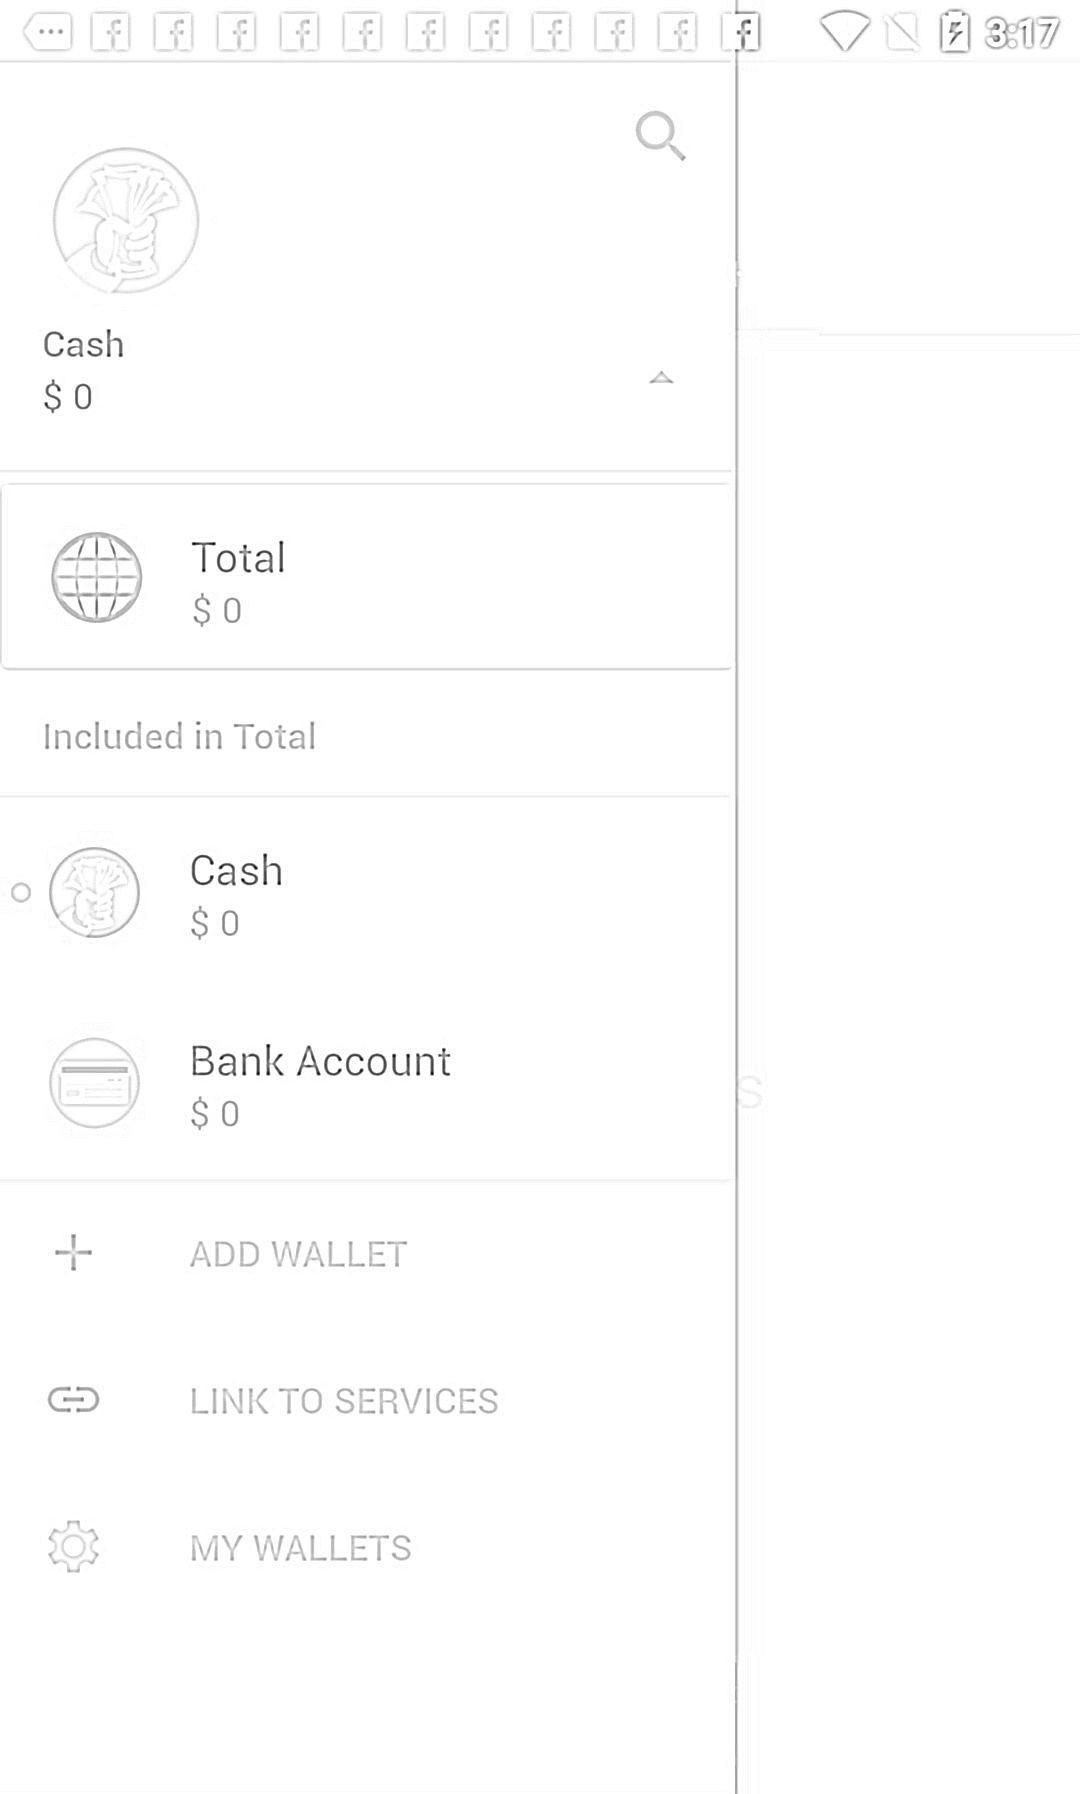 3:17
Cash
$ 0
Total
$ 0
Included in Total
Cash
$ 0
Bank Account
$ 0
S
ADD WALLET
LINK TO SERVICES
MY WALLETS